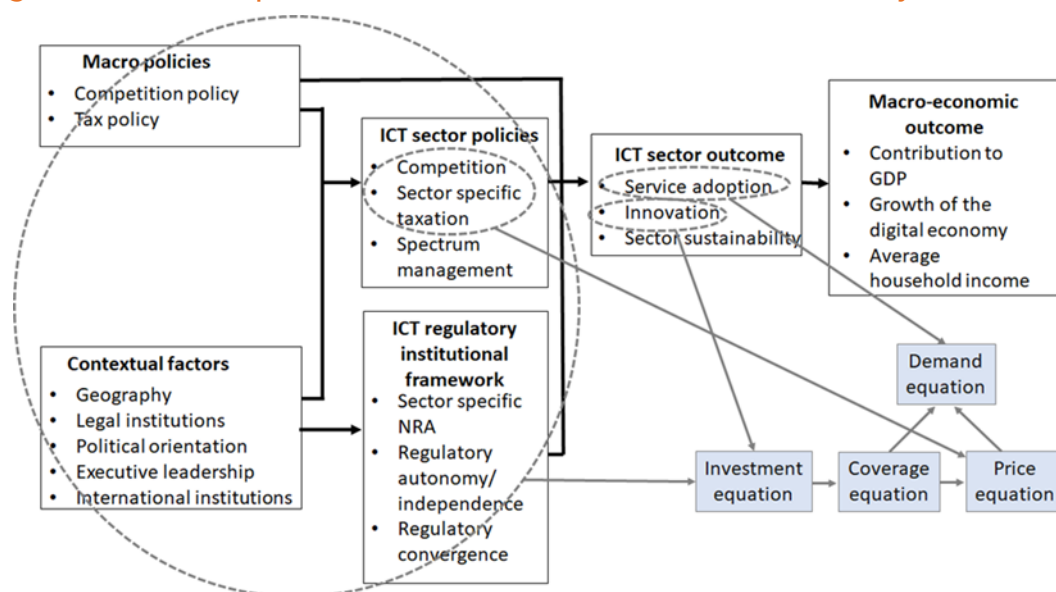 Macro policies
• Competition policy
• Tax policy
ICT sector policies
• Competition
• Sector specific
taxation
• Spectrum
management
ICT sector outcome
• Service adoption
• Innovation
• Sector sustainability
Macro-economic
outcome
• Contribution to
GDP
• Growth of the
digital economy
• Average
household income
Contextual factors
• Geography
• Legal institutions
• Political orientation
• Executive leadership
• International institutions
ICT regulatory
institutional
framework
• Sector specific
NRA
• Regulatory
autonomy/
independence
• Regulatory
convergence
Demand
equation
Investment
equation
Coverage
equation
Price
equation